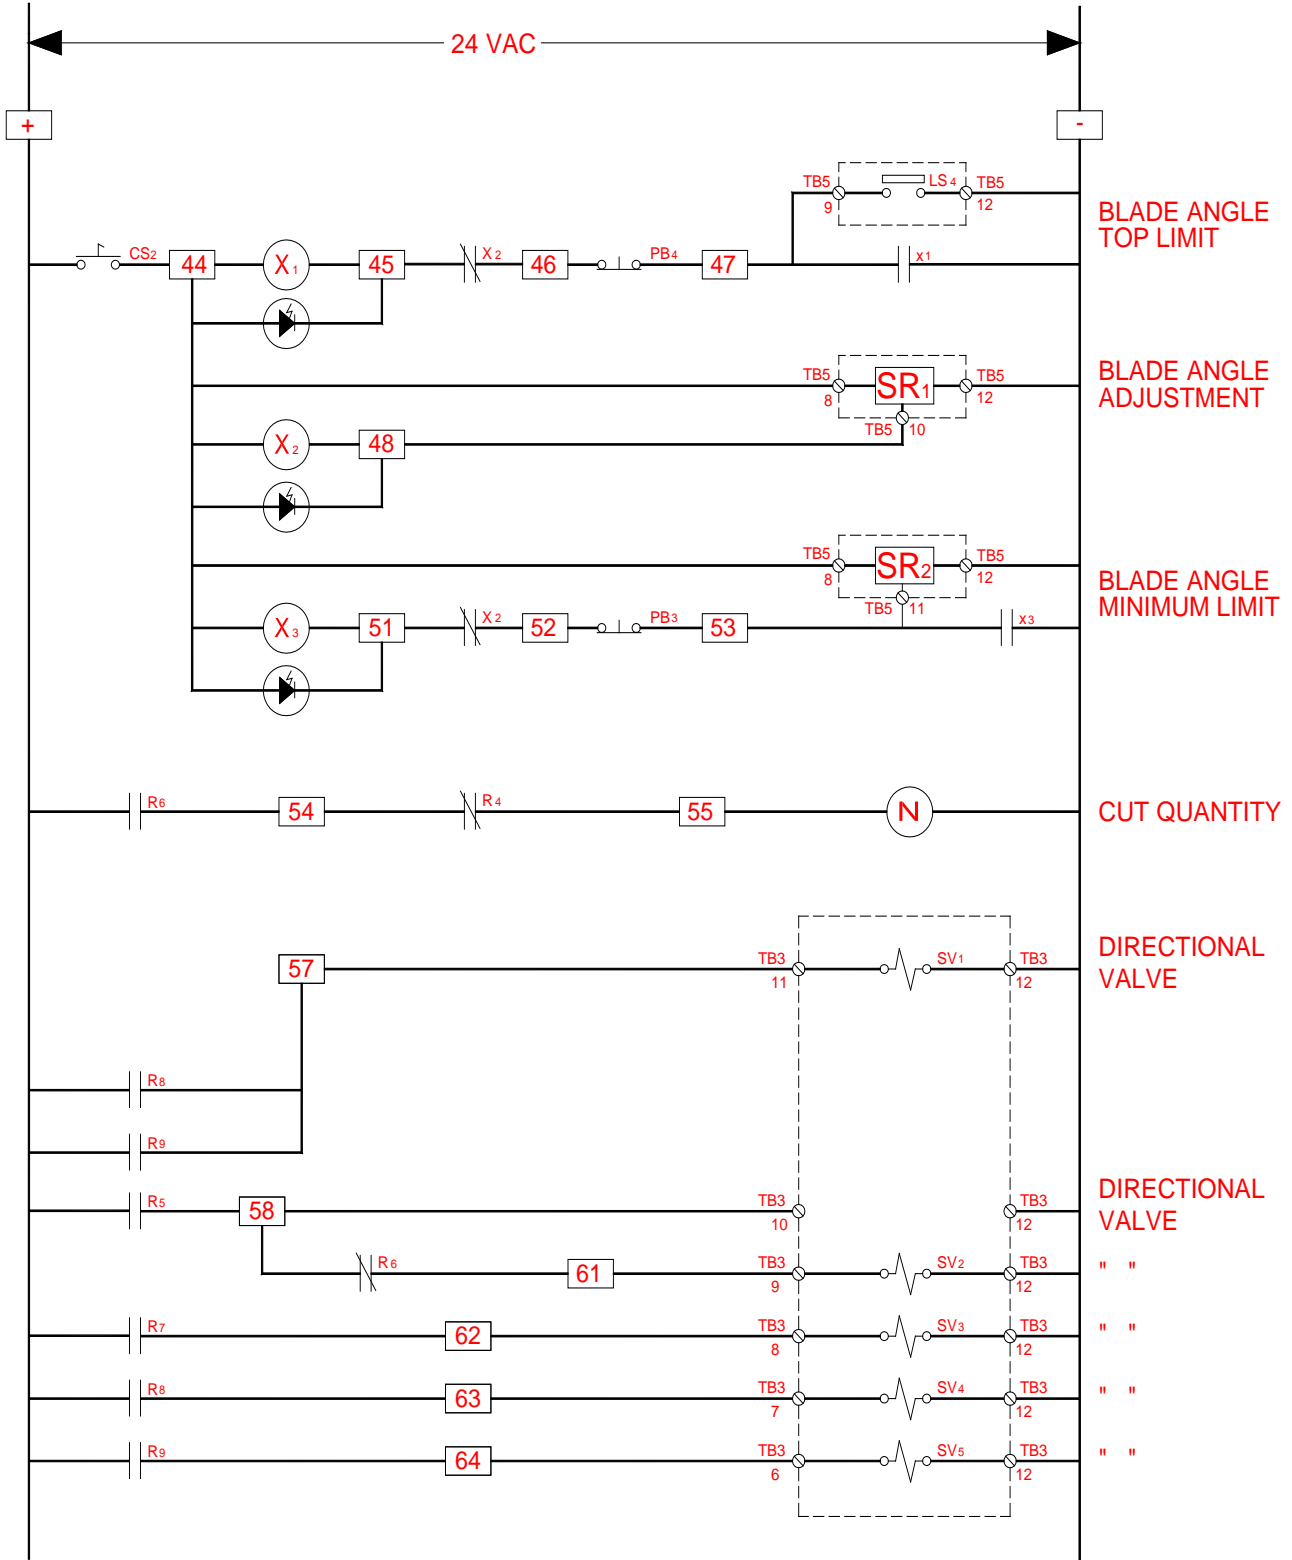 24 VAC
+
-
TB5 LS4 TB5
9 12
BLADE ANGLE
TOP LIMIT
CS2 44 X1 45 X2 46 PB4 47 x1
BLADE ANGLE
ADJUSTMENT
TB5 SR1 TB5
8 12
TB5 10
X2 48
TB5 SR2 TB5
8 12
TB5 11
BLADE ANGLE
MINIMUM LIMIT
X3 51 X2 52 PB3 53 x3
R6 54 R4 55 N CUT QUANTITY
DIRECTIONAL
VALVE
57 TB3 SV1 TB3
11 12
R8
R9
DIRECTIONAL
VALVE
R5 58 TB3 TB3
10 12
R6 61 TB3 SV2 TB3 " "
9 12
R7 62 TB3 SV3 TB3 " "
8 12
R8 63 TB3 SV4 TB3 " "
7 12
R9 64 TB3 SV5 TB3 " "
6 12